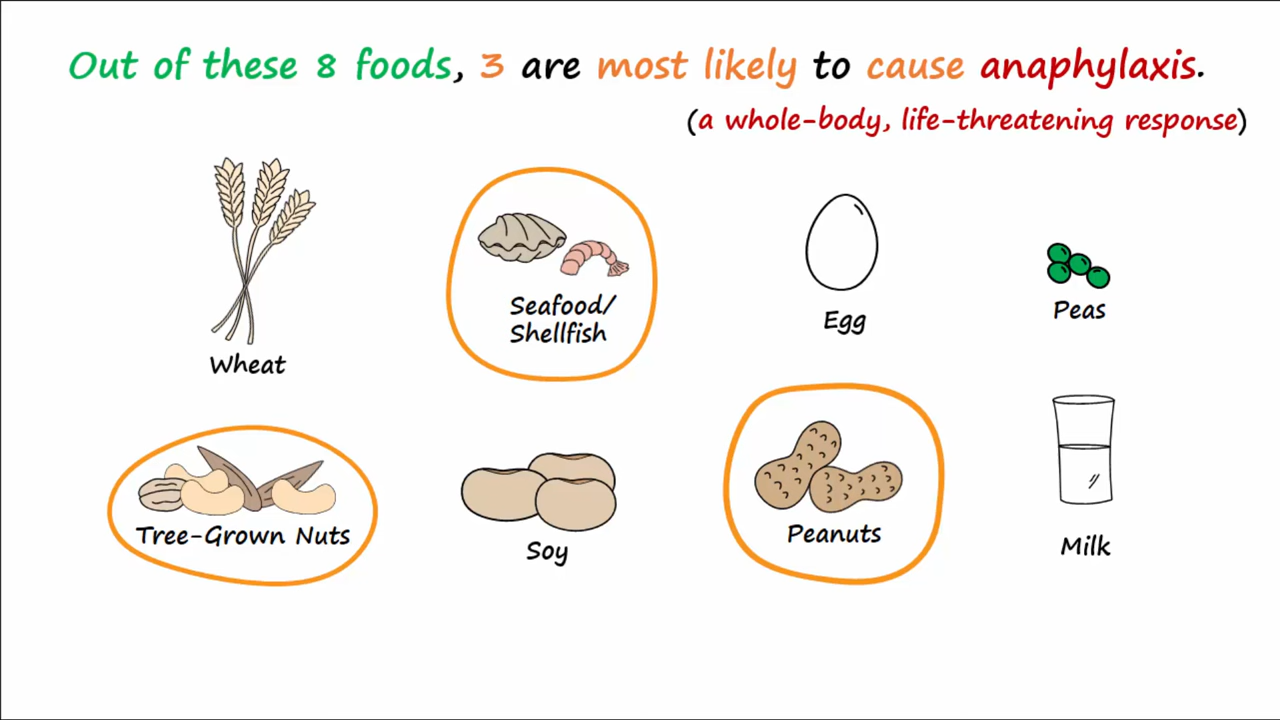 Out of these 8 foods, 3 are most likely to cause anaphylaxis.
(a whole-body, life-threatening response)
Wheat
Seafood/
Shellfish
Egg
Peas
Tree-Grown Nuts
Soy
Peanuts
Milk